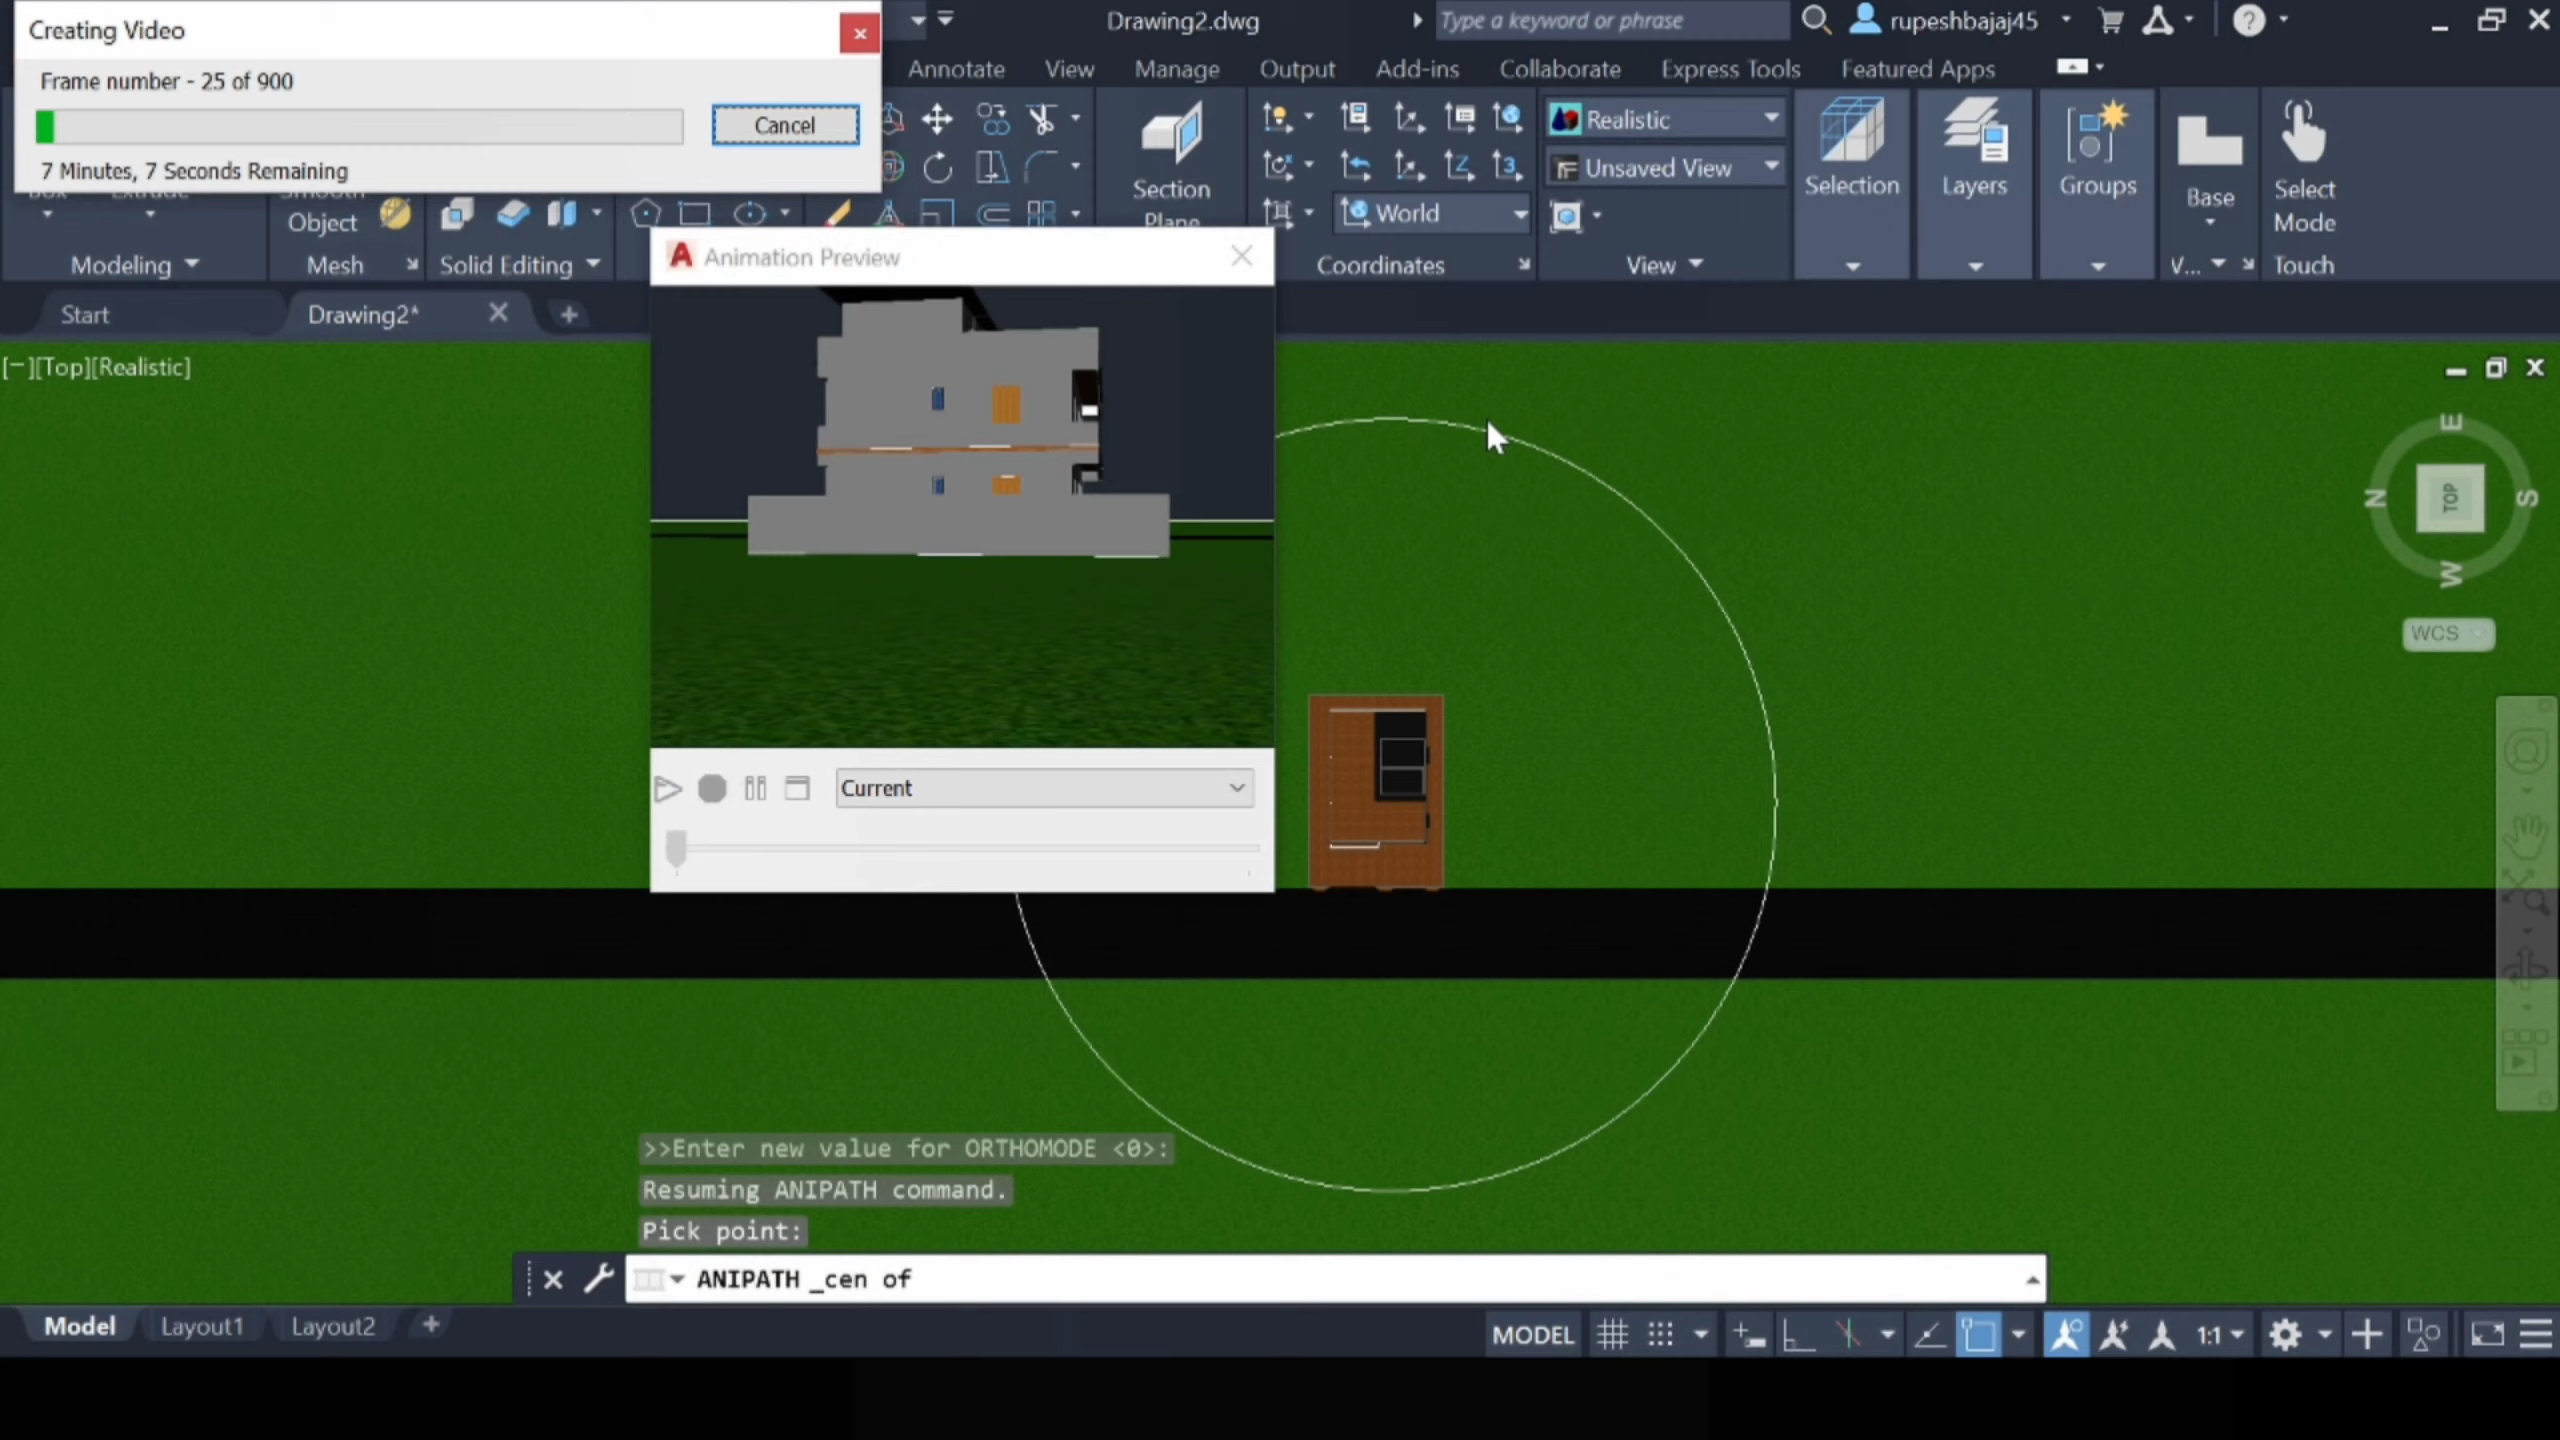 Creating Video
Frame number - 25 of 900
Cancel
7 Minutes, 7 Seconds Remaining
Drawing2.dwg
Type a keyword or phrase
rupeshbajaj45
Annotate View Manage Output Add-ins Collaborate Express Tools Featured Apps
Object
Modeling
Mesh
Solid Editing
Section
Plane
Realistic
Unsaved View
World
Coordinates
View
Selection
Layers
Groups
Base
V...
Select
Mode
Touch
Start
Drawing2*
[−][Top][Realistic]
Animation Preview
Current
E
N
TOP
S
W
WCS
>>Enter new value for ORTHOMODE <0>:
Resuming ANIPATH command.
Pick point:
ANIPATH _cen of
Model Layout1 Layout2
MODEL
1:1